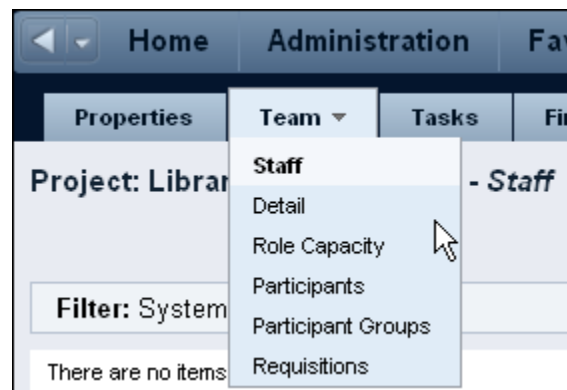 Home Administration
Properties Team Tasks
Project: - Staff
Staff
Detail
Role Capacity
Participants
Participant Groups
Requisitions
Filter: System
There are no items